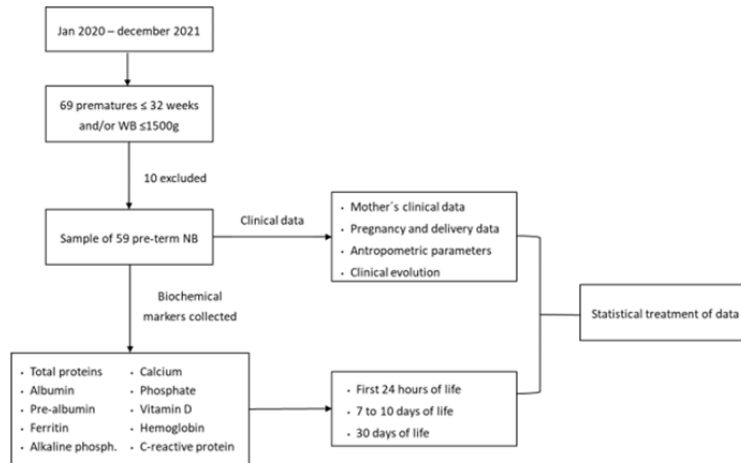 Jan 2020 – december 2021
69 prematures ≤ 32 weeks
and/or WB ≤1500g
10 excluded
Sample of 59 pre-term NB
Clinical data
· Mother´s clinical data
· Pregnancy and delivery data
· Antropometric parameters
· Clinical evolution
Biochemical
markers collected
Statistical treatment of data
· Total proteins
· Albumin
· Pre-albumin
· Ferritin
· Alkaline phosph.
· Calcium
· Phosphate
· Vitamin D
· Hemoglobin
· C-reactive protein
· First 24 hours of life
· 7 to 10 days of life
· 30 days of life